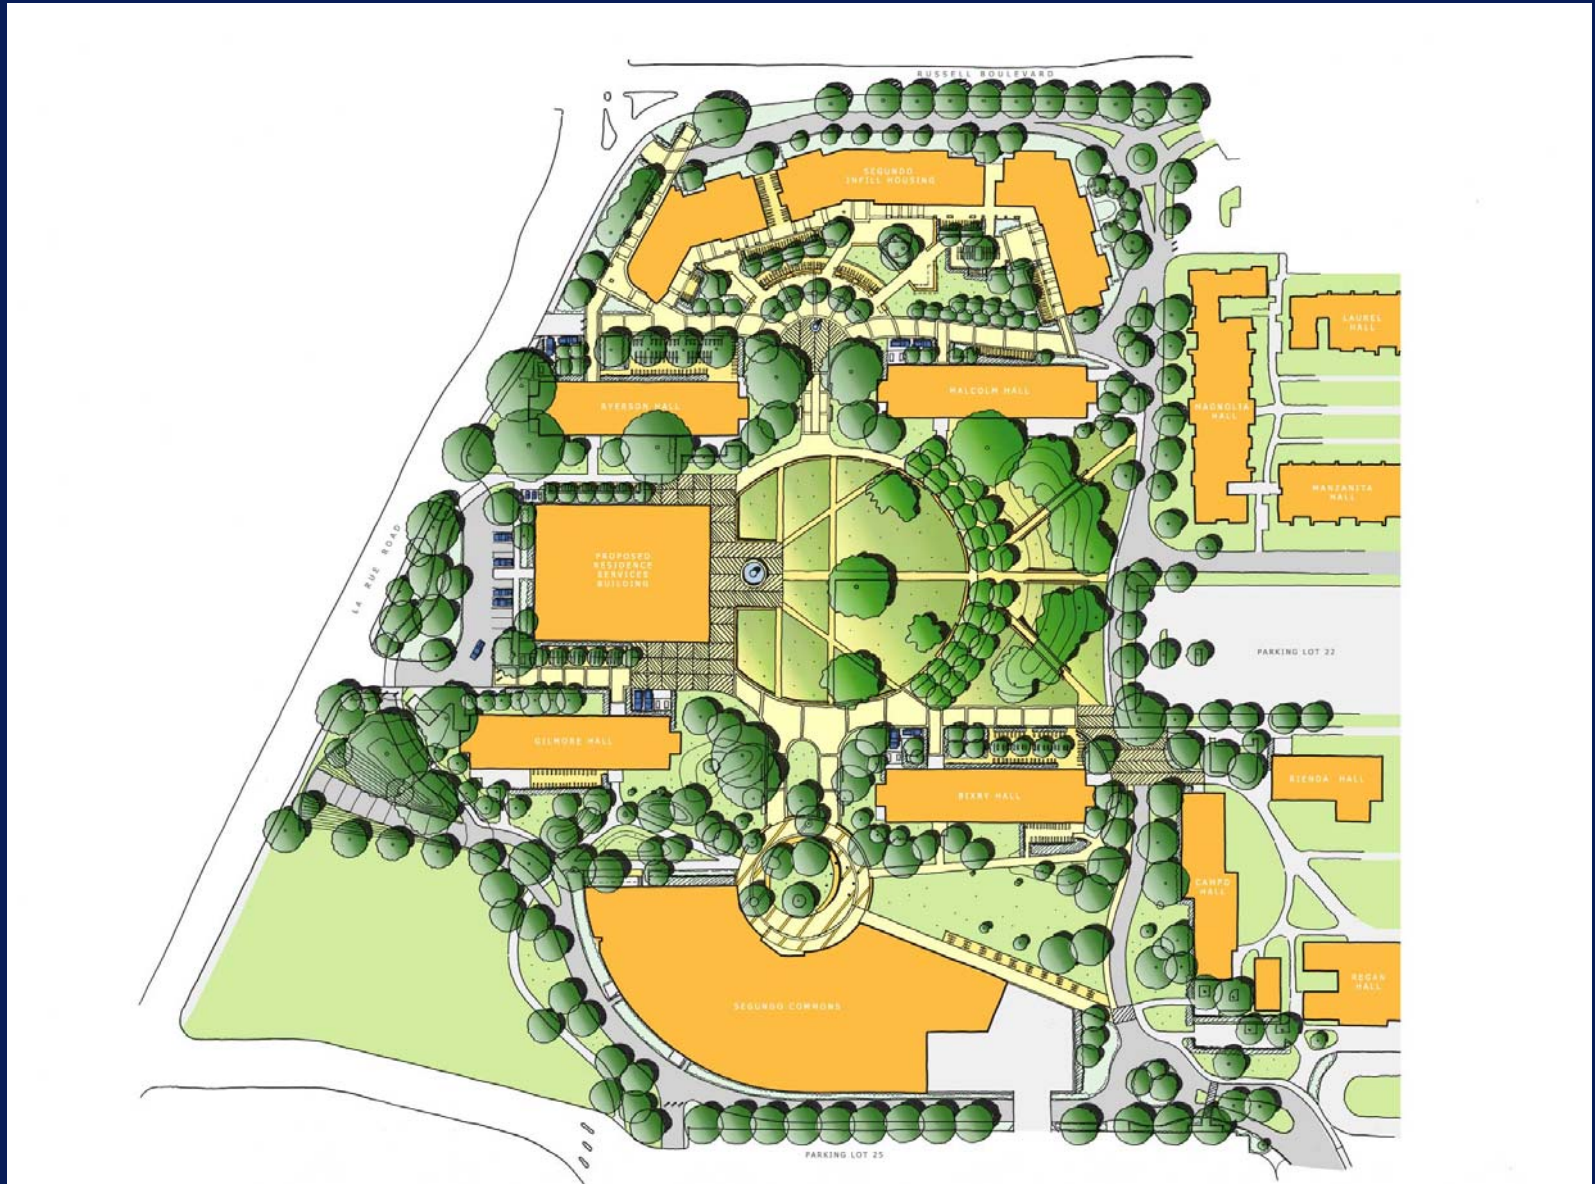 RUSSELL BOULEVARD
SEGUNDO
INFILL HOUSING
LAUREL
HALL
RYERSON HALL
MALCOLM HALL
MAGNOLIA
HALL
MANZANITA
HALL
LA RUE ROAD
PROPOSED
RESIDENCE
SERVICES
BUILDING
PARKING LOT 22
GILMORE HALL
BIXBY HALL
BIENDA HALL
CAMPO
HALL
REGAN
HALL
SEGUNDO COMMONS
PARKING LOT 25